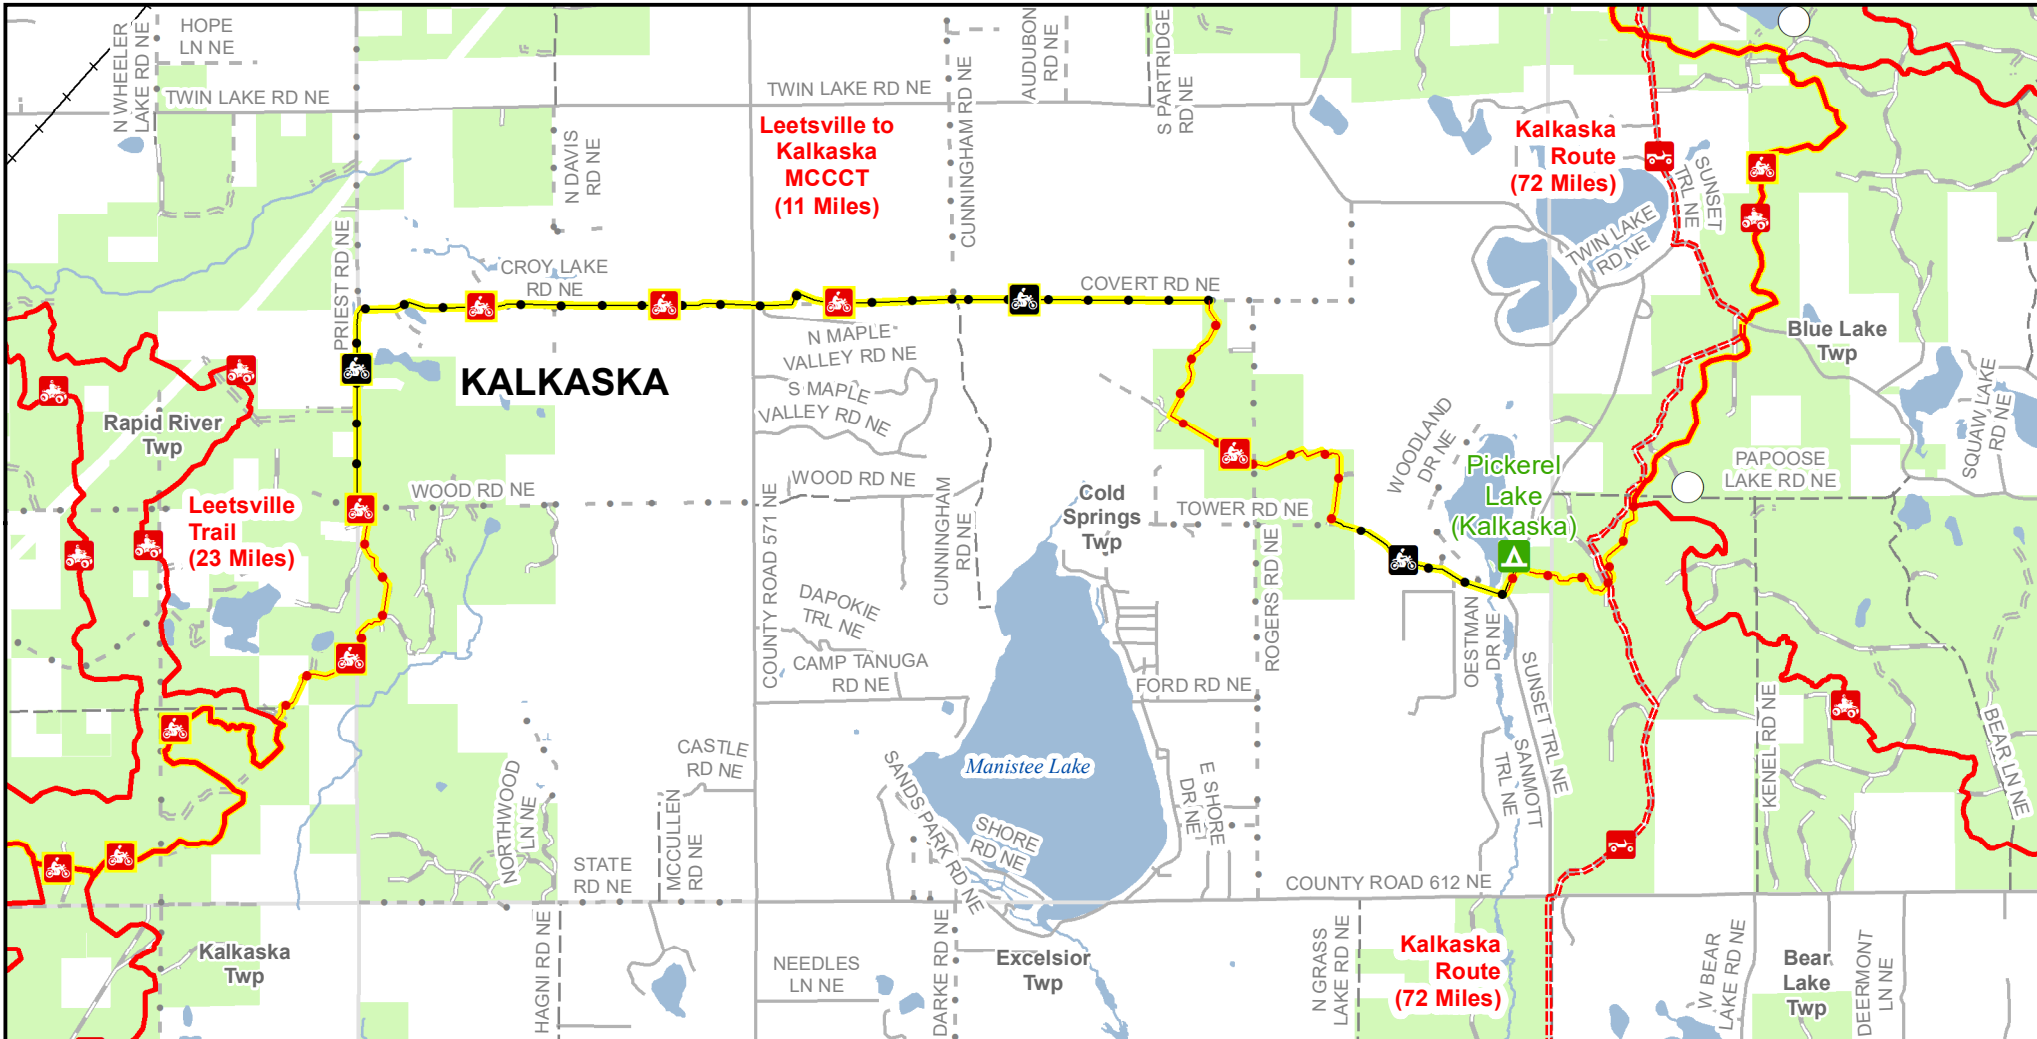 HOPE
LN NE
N WHEELER
LAKE RD NE
TWIN LAKE RD NE
TWIN LAKE RD NE
AUDUBON
RD NE
S PARTRIDGE
RD NE
CUNNINGHAM RD NE
N DAVIS
RD NE
Leetsville to
Kalkaska
MCCCT
(11 Miles)
Kalkaska
Route
(72 Miles)
SUNSET
TRL NE
TWIN LAKE
RD NE
PRIEST RD NE
CROY LAKE
RD NE
COVERT RD NE
N MAPLE
VALLEY RD NE
S MAPLE
VALLEY RD NE
KALKASKA
Blue Lake
Twp
SQUAW LAKE
RD NE
Rapid River
Twp
WOODLAND
DR NE
Pickerel
Lake
(Kalkaska)
PAPOOSE
LAKE RD NE
Leetsville
Trail
(23 Miles)
WOOD RD NE
WOOD RD NE
COUNTY ROAD 571 NE
CUNNINGHAM
RD NE
Cold
Springs
Twp
TOWER RD NE
ROGERS RD NE
DAPOKIE
TRL NE
CAMP TANUGA
RD NE
FORD RD NE
OESTMAN
DR NE
SUNSET TRL NE
SANMOTT
TRL NE
KENEL RD NE
BEAR LN NE
CASTLE
RD NE
Manistee Lake
E SHORE
DR NE
SANDS PARK RD NE
SHORE
RD NE
N NORTHWOOD
LN NE
MCCULLEN
RD NE
STATE
RD NE
COUNTY ROAD 612 NE
Kalkaska
Twp
HAGNI RD NE
NEEDLES
LN NE
DARKE RD NE
Excelsior
Twp
N GRASS
LAKE RD NE
Kalkaska
Route
(72 Miles)
W BEAR
LAKE RD NE
Bear
Lake
Twp
DEERMONT
LN NE